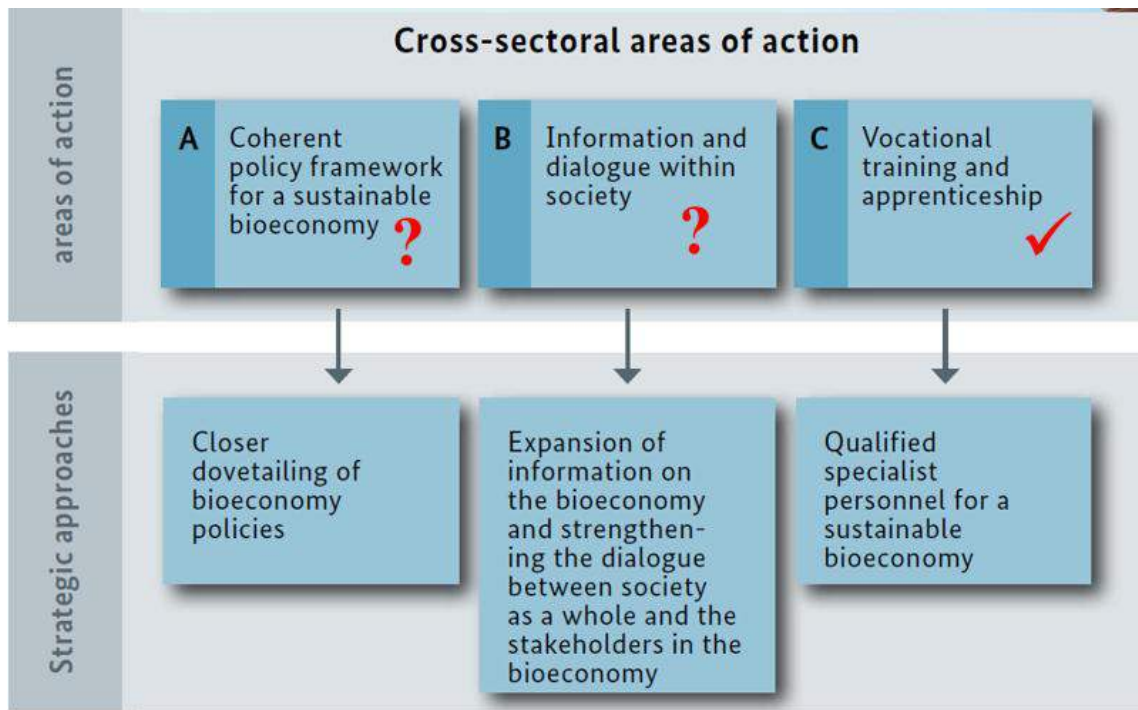 Cross-sectoral areas of action
areas of action
A
Coherent
policy framework
for a sustainable
bioeconomy
?
B
Information and
dialogue within
society
?
C
Vocational
training and
apprenticeship
✓
Strategic approaches
Closer
dovetailing of
bioeconomy
policies
Expansion of
information on
the bioeconomy
and strengthen-
ing the dialogue
between society
as a whole and the
stakeholders in the
bioeconomy
Qualified
specialist
personnel for a
sustainable
bioeconomy